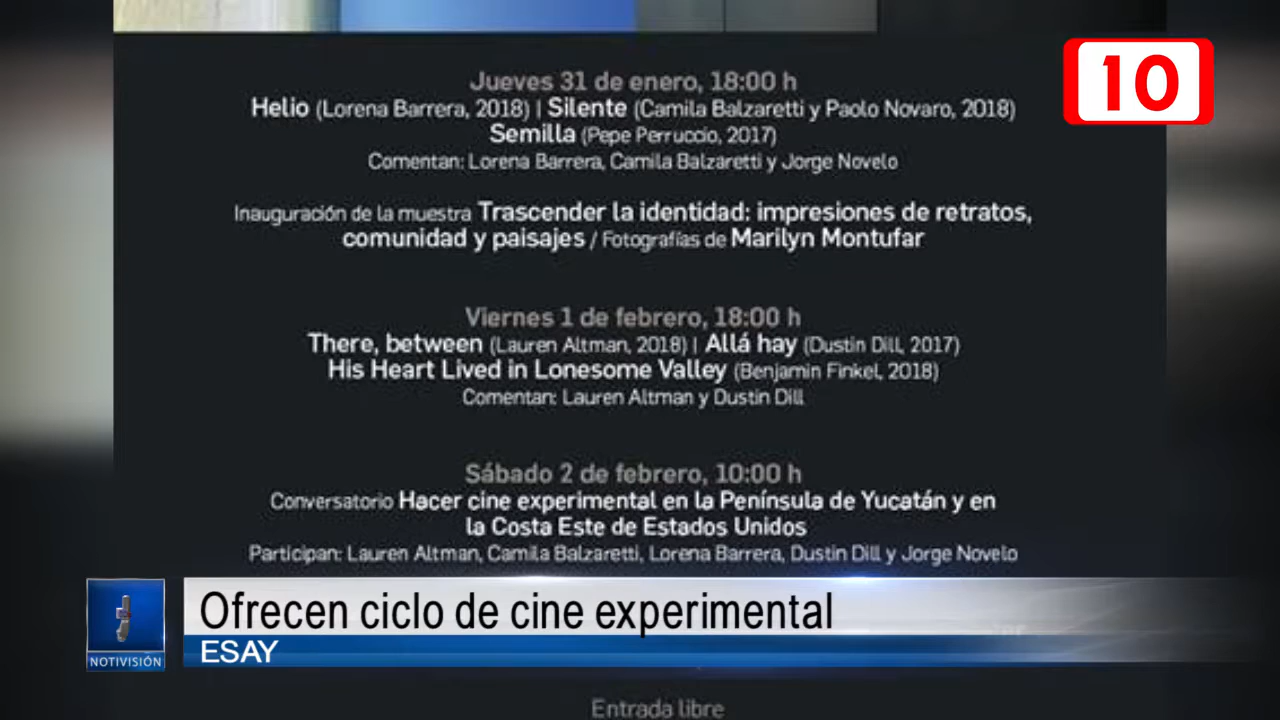 10
Jueves 31 de enero, 18:00 h
Helio (Lorena Barrera, 2018) | Silente (Camila Balzaretti y Paolo Novaro, 2018)
Semilla (Pepe Perruccio, 2017)
Comentan: Lorena Barrera, Camila Balzaretti y Jorge Novelo
Inauguración de la muestra Trascender la identidad: impresiones de retratos,
comunidad y paisajes / Fotografías de Marilyn Montufar
Viernes 1 de febrero, 18:00 h
There, between (Lauren Altman, 2018) | Allá hay (Dustin Dill, 2017)
His Heart Lived in Lonesome Valley (Benjamin Finkel, 2018)
Comentan: Lauren Altman y Dustin Dill
Sábado 2 de febrero, 10:00 h
Conversatorio Hacer cine experimental en la Península de Yucatán y en
la Costa Este de Estados Unidos
Participan: Lauren Altman, Camila Balzaretti, Lorena Barrera, Dustin Dill y Jorge Novelo
Ofrecen ciclo de cine experimental
ESAY
NOTIVISIÓN
Entrada libre